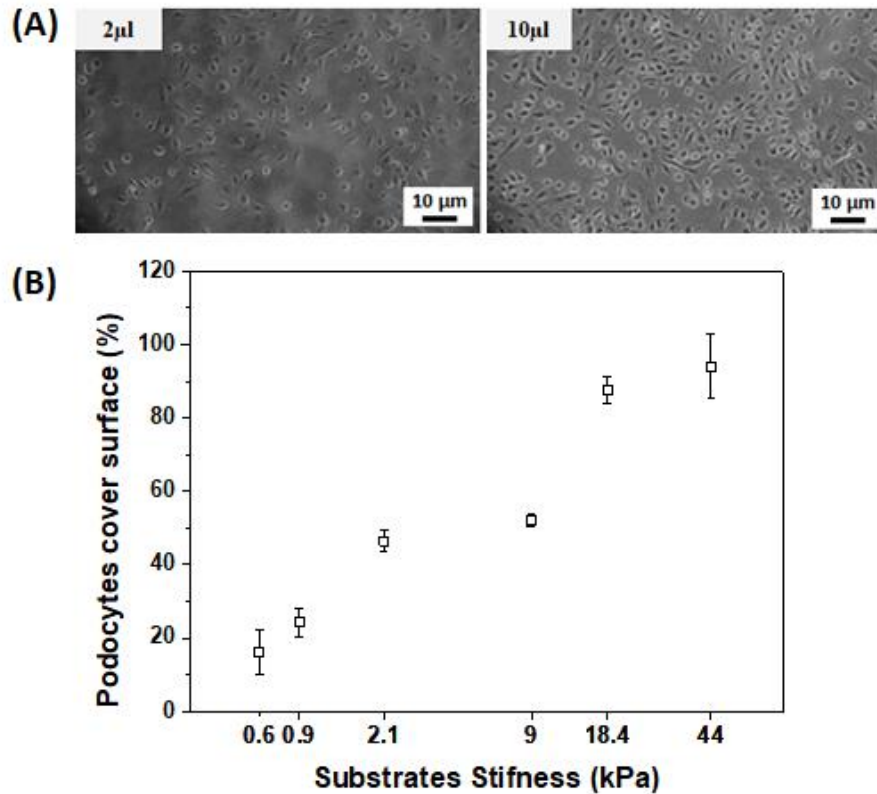 (A)
2µl
10µl
10 µm
10 µm
(B)
120
100
80
60
40
20
0
Podocytes cover surface (%)
0.6 0.9 2.1 9 18.4 44
Substrates Stifness (kPa)